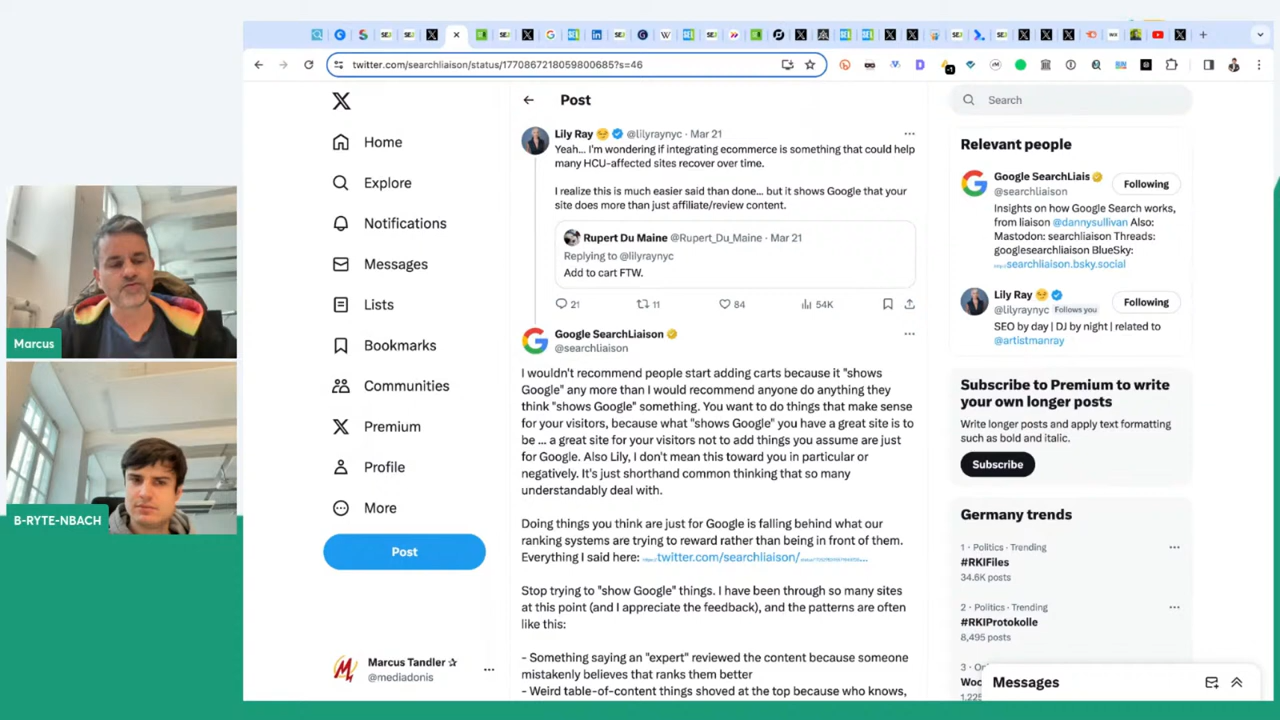 twitter.com/searchliaison/status/1770867218059800685?s=46
Home
Explore
Notifications
Messages
Lists
Bookmarks
Communities
Premium
Profile
More
Post
Marcus Tandler
@mediadonis
Post
Lily Ray @lilyraynyc · Mar 21
Yeah... I'm wondering if integrating ecommerce is something that could help
many HCU-affected sites recover over time.
I realize this is much easier said than done... but it shows Google that your
site does more than just affiliate/review content.
Rupert Du Maine @Rupert_Du_Maine · Mar 21
Replying to @lilyraynyc
Add to cart FTW.
21 11 84 54K
Google SearchLiaison
@searchliaison
I wouldn't recommend people start adding carts because it "shows
Google" any more than I would recommend anyone do anything they
think "shows Google" something. You want to do things that make sense
for your visitors, because what "shows Google" you have a great site is to
be ... a great site for your visitors not to add things you assume are just
for Google. Also Lily, I don't mean this toward you in particular or
negatively. It's just shorthand common thinking that so many
understandably deal with.
Doing things you think are just for Google is falling behind what our
ranking systems are trying to reward rather than being in front of them.
Everything I said here: twitter.com/searchliaison/
Stop trying to "show Google" things. I have been through so many sites
at this point (and I appreciate the feedback), and the patterns are often
like this:
- Something saying an "expert" reviewed the content because someone
mistakenly believes that ranks them better
- Weird table-of-content things shoved at the top because who knows,
Search
Relevant people
Google SearchLiais
@searchliaison
Following
Insights on how Google Search works,
from liaison @dannysullivan Also:
Mastodon: searchliaison Threads:
googlesearchliaison BlueSky:
searchliaison.bsky.social
Lily Ray
@lilyraynyc Follows you
Following
SEO by day | DJ by night | related to
@artistmanray
Subscribe to Premium to write
your own longer posts
Write longer posts and apply text formatting
such as bold and italic.
Subscribe
Germany trends
1 · Politics · Trending
#RKIFiles
34.6K posts
2 · Politics · Trending
#RKIProtokolle
8,495 posts
Messages
Marcus
B-RYTE-NBACH